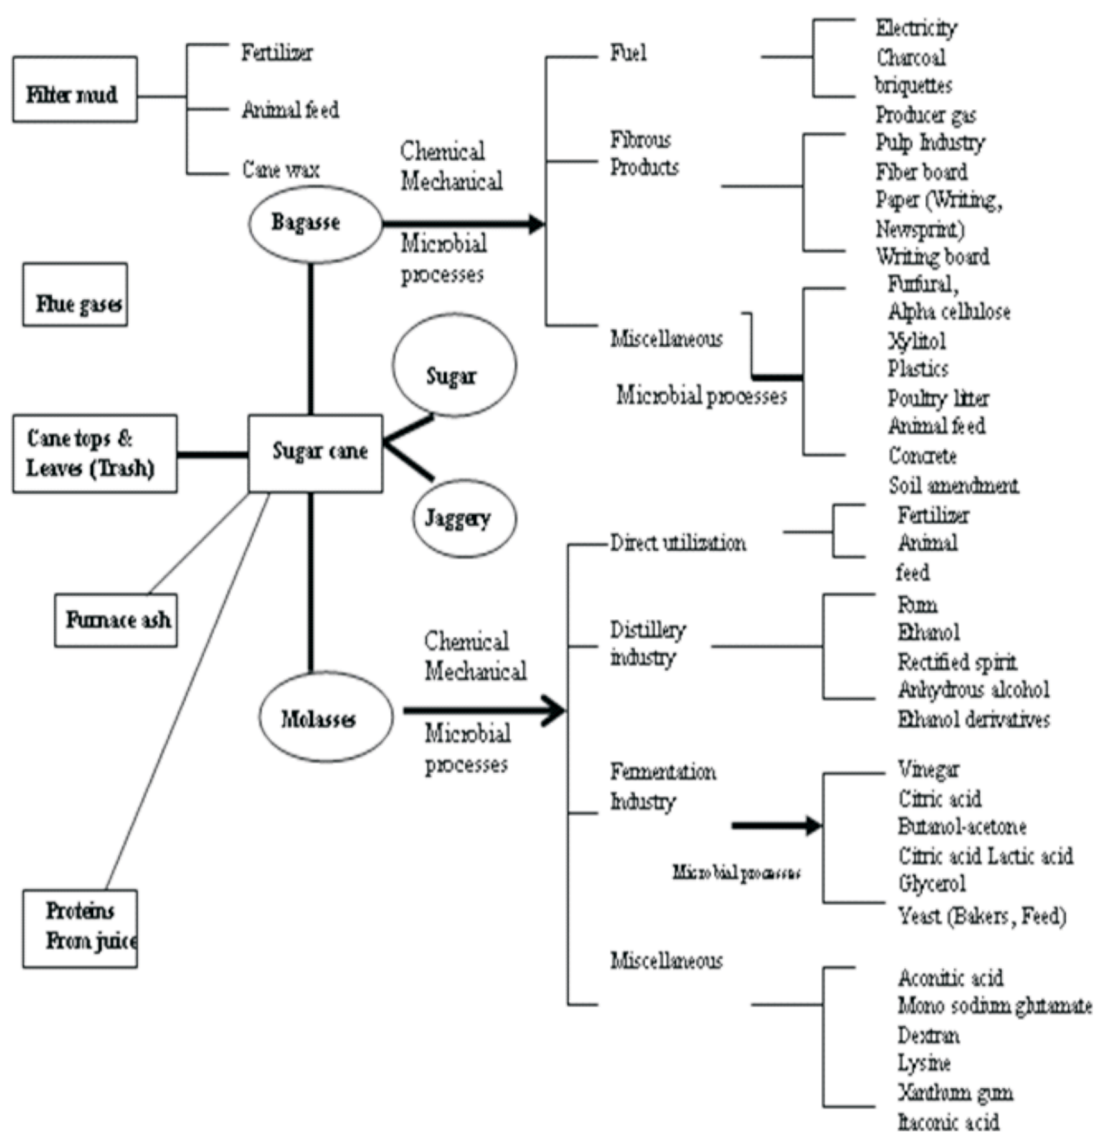 Filter mud
Fertilizer
Animal feed
Cane wax
Flue gases
Cane tops &
Leaves (Trash)
Furnace ash
Proteins
From juice
Bagasse
Sugar cane
Sugar
Jaggery
Molasses
Chemical
Mechanical
Microbial
processes
Fuel
Electricity
Charcoal
briquettes
Producer gas
Fibrous
Products
Pulp Industry
Fiber board
Paper (Writing,
Newsprint)
Writing board
Miscellaneous
Microbial processes
Furfural,
Alpha cellulose
Xylitol
Plastics
Poultry litter
Animal feed
Concrete
Soil amendment
Chemical
Mechanical
Microbial
processes
Direct utilization
Fertilizer
Animal
feed
Distillery
industry
Rum
Ethanol
Rectified spirit
Anhydrous alcohol
Ethanol derivatives
Fermentation
Industry
Microbial processes
Vinegar
Citric acid
Butanol-acetone
Citric acid Lactic acid
Glycerol
Yeast (Bakers, Feed)
Miscellaneous
Aconitic acid
Mono sodium glutamate
Dextran
Lysine
Xanthum gum
Itaconic acid